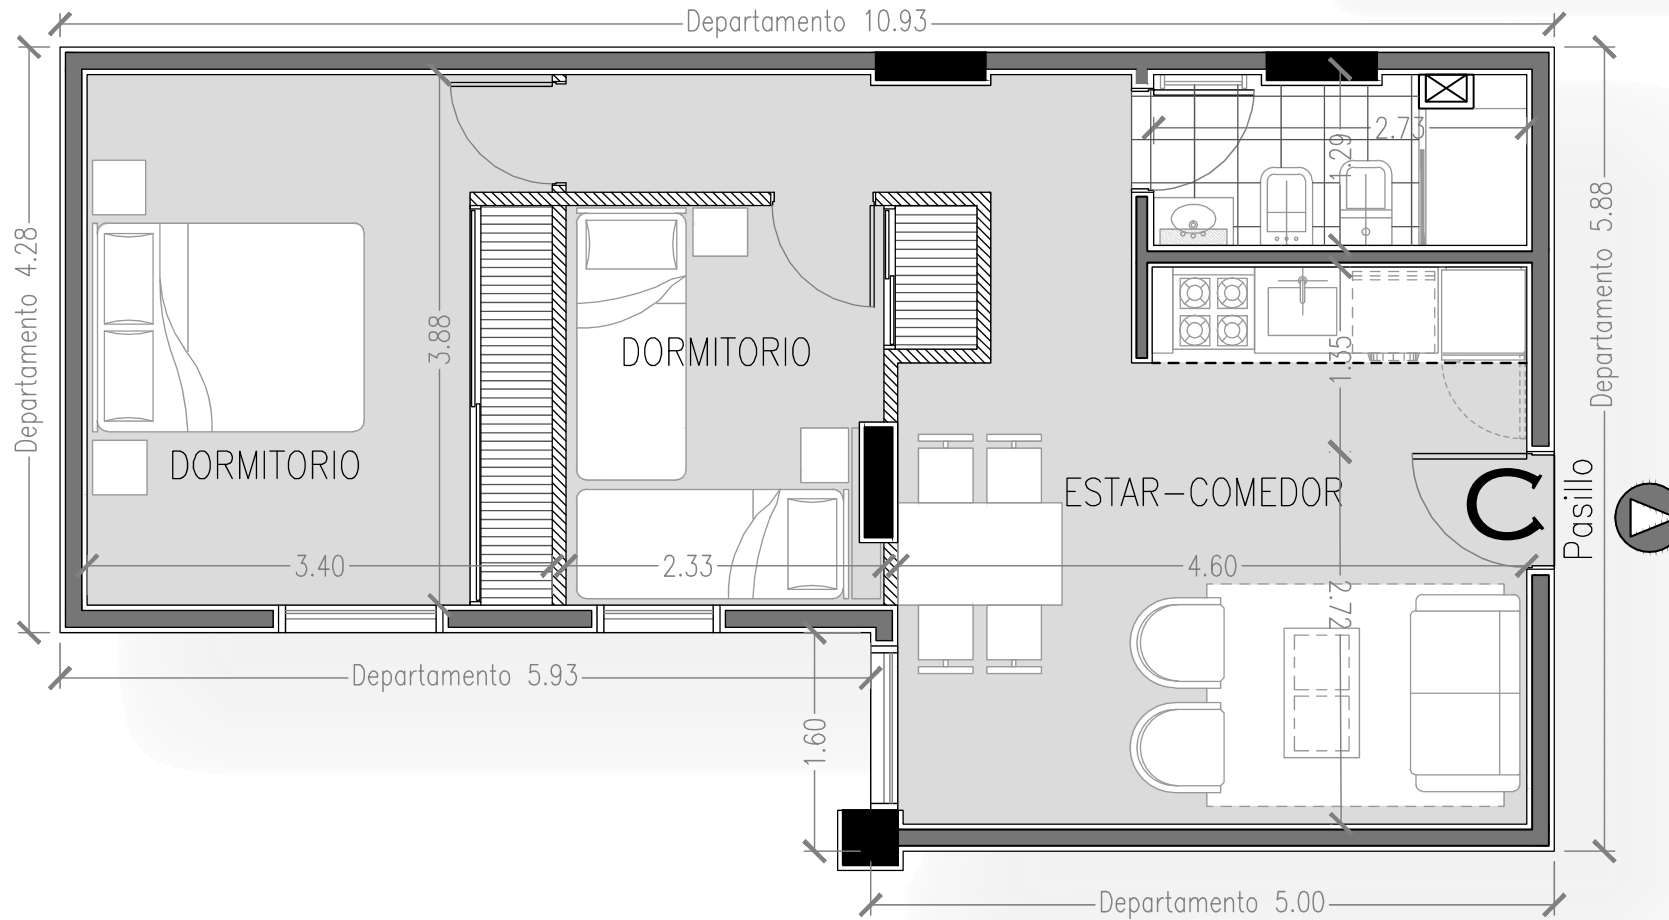 Departamento 10.93
2.73
1.29
Departamento 4.28
Departamento 5.88
3.88
DORMITORIO
1.35
DORMITORIO
ESTAR-COMEDOR
C
Pasillo
3.40
2.33
4.60
2.72
Departamento 5.93
1.60
Departamento 5.00